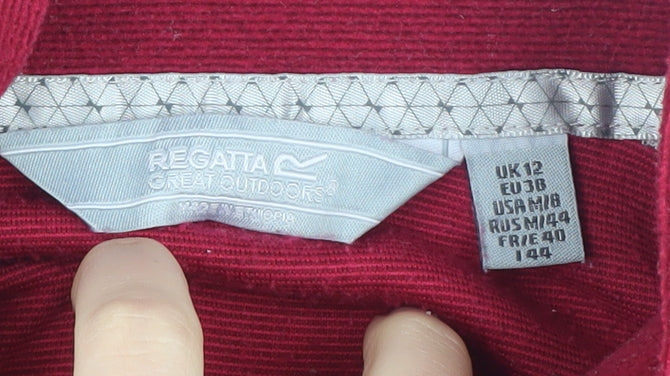 REGATTA R
GREAT OUTDOORS®
MADE IN ETHIOPIA
UK 12
EU 38
USA M/8
RUS M/44
FR/E 40
I 44